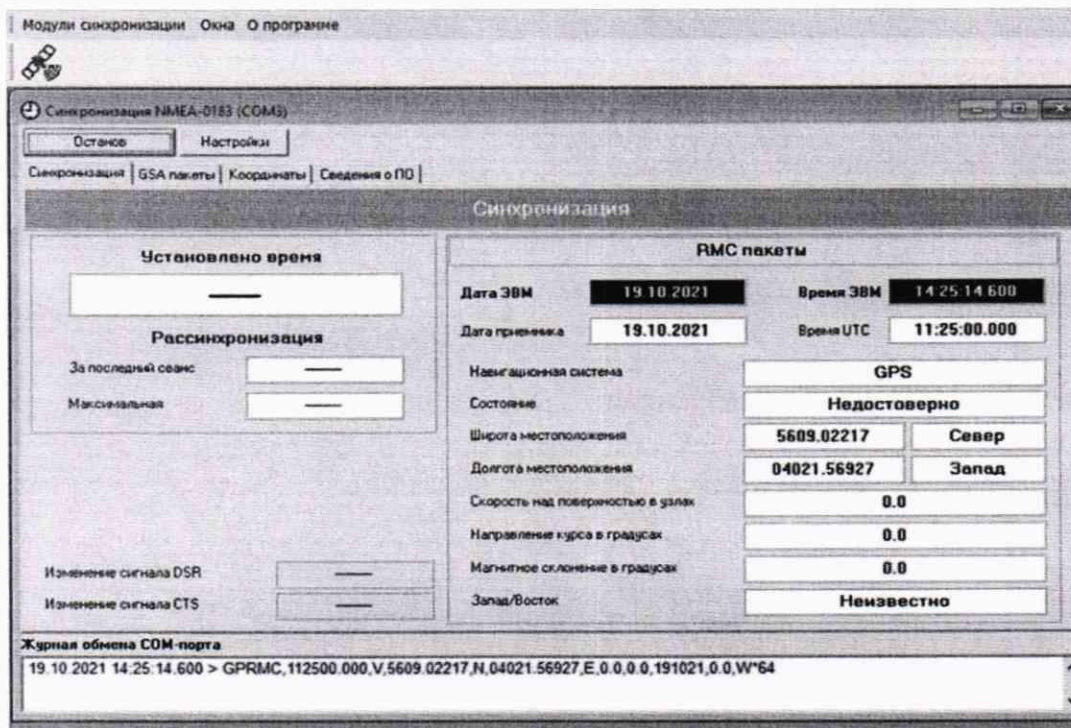 Модули синхронизации Окна О программе
Синхронизация NMEA-0183 (COM3)
Останов Настройки
Синхронизация GSA пакеты Координаты Сведения о ПО
Синхронизация
Установлено время
Рассинхронизация
За последний сеанс
Максимальная
Изменение сигнала DSR
Изменение сигнала CTS
RMC пакеты
Дата ЭВМ 19.10.2021 Время ЭВМ 14:25:14.600
Дата приемника 19.10.2021 Время UTC 11:25:00.000
Навигационная система GPS
Состояние Недостоверно
Широта местоположения 5609.02217 Север
Долгота местоположения 04021.56927 Запад
Скорость над поверхностью в узлах 0.0
Направление курса в градусах 0.0
Магнитное склонение в градусах 0.0
Запад/Восток Неизвестно
Журнал обмена COM-порта
19.10.2021 14:25:14.600 > GPRMC,112500.000,V,5609.02217,N,04021.56927,E,0.0,0.0,191021,0.0,W*64